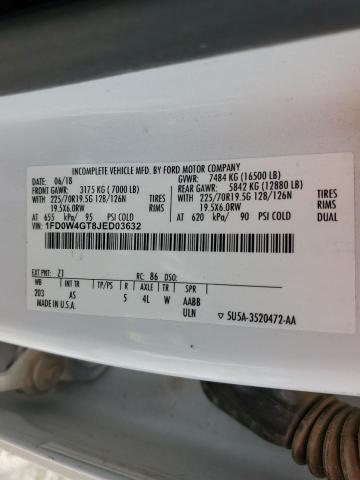 INCOMPLETE VEHICLE MFD. BY FORD MOTOR COMPANY
DATE: 06/18 GVWR: 7484 KG (16500 LB)
FRONT GAWR: 3175 KG ( 7000 LB) REAR GAWR: 5842 KG (12880 LB)
WITH 225/70R19.5G 128/126N TIRES WITH 225/70R19.5G 128/126N TIRES
19.5X6.0RW RIMS 19.5X6.0RW RIMS
AT 655 kPa/ 95 PSI COLD AT 620 kPa/ 90 PSI COLD DUAL
VIN: 1FD0W4GT8JED03632
EXT PNT: Z1 RC: 86 DSO:
WB INT TR R AXLE TR SPR
203 AS 5 4L W AABB
MADE IN U.S.A. ULN ▽ 5U5A-3520472-AA